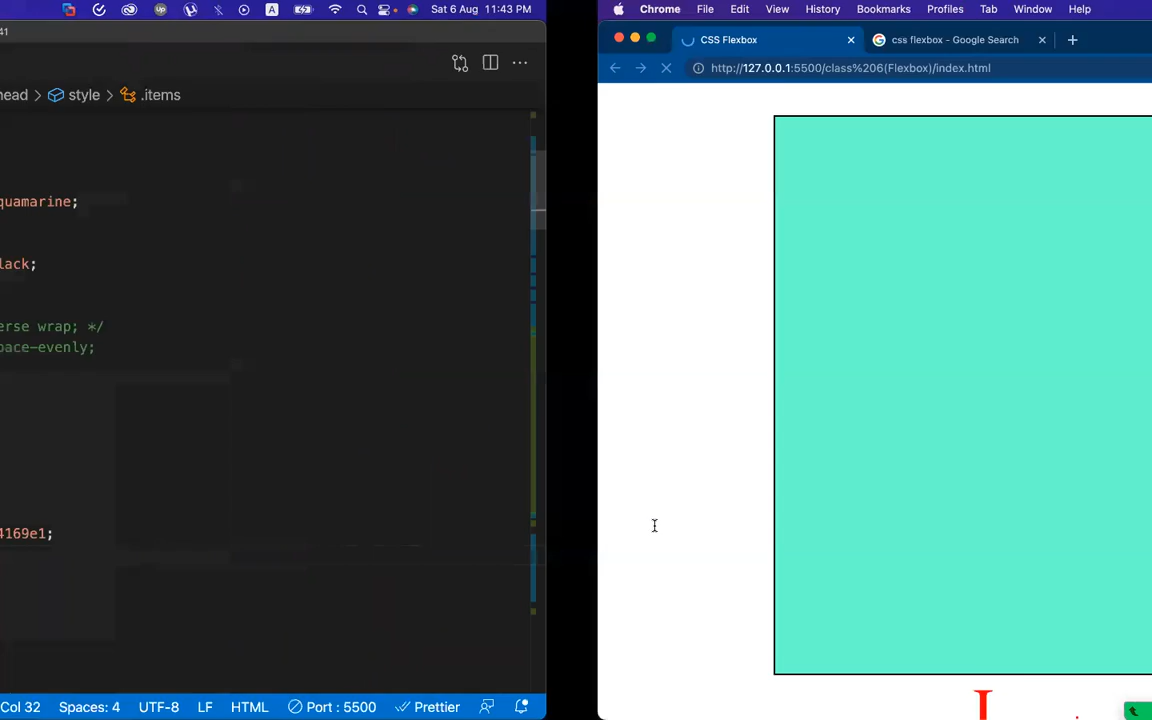 Sat 6 Aug 11:43 PM
Chrome File Edit View History Bookmarks Profiles Tab Window Help
41
CSS Flexbox
css flexbox - Google Search
http://127.0.0.1:5500/class%206(Flexbox)/index.html
head > style > .items
quamarine;
lack;
erse wrap; */
pace-evenly;
4169e1;
Col 32 Spaces: 4 UTF-8 LF HTML Port : 5500 Prettier